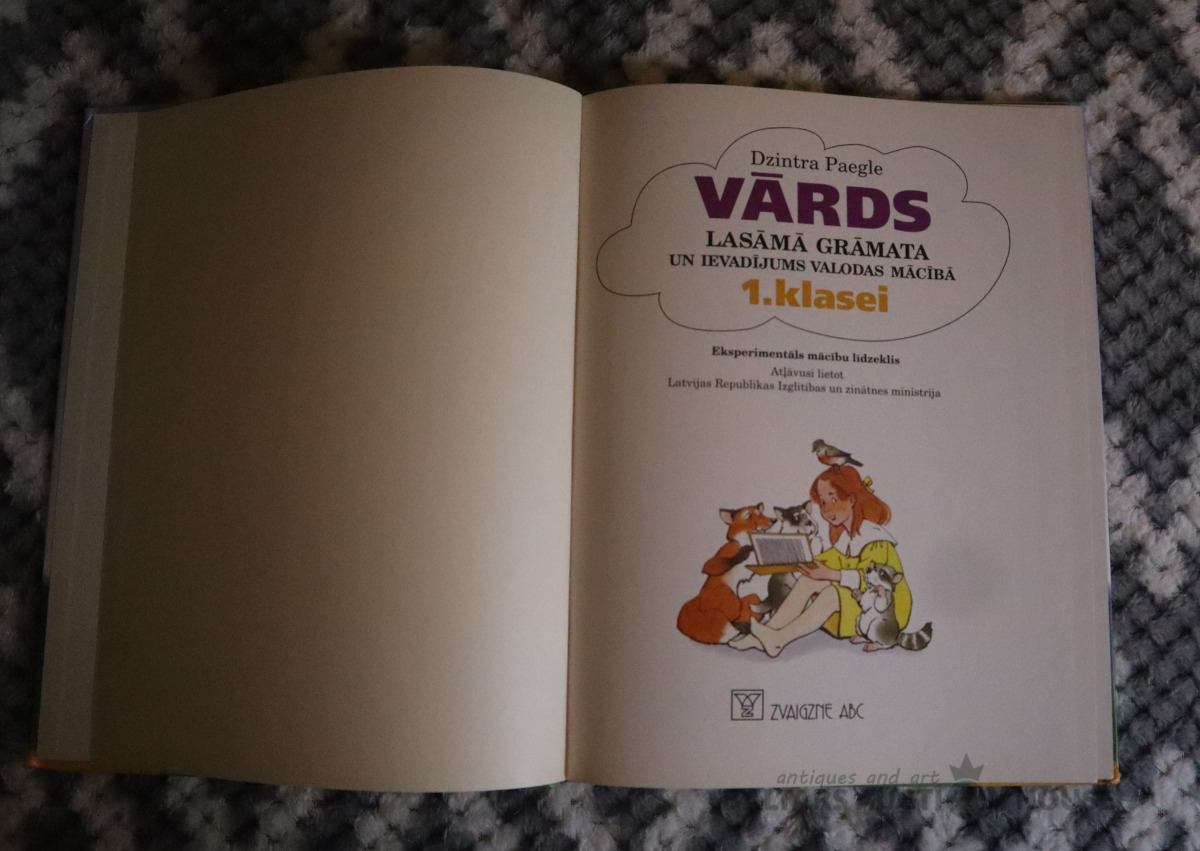 Dzintra Paegle
VĀRDS
LASĀMĀ GRĀMATA
UN IEVADĪJUMS VALODAS MĀCĪBĀ
1.klasei
Eksperimentāls mācību līdzeklis
Atļāvusi lietot
Latvijas Republikas Izglītības un zinātnes ministrija
ZVAIGZNE ABC
antiques and art